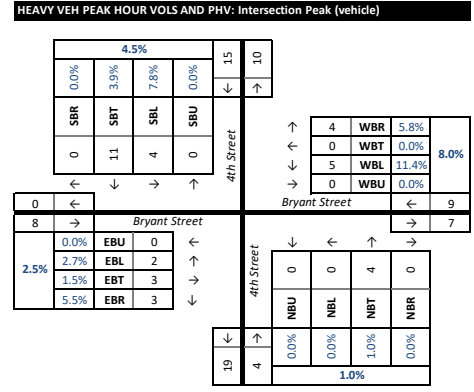 HEAVY VEH PEAK HOUR VOLS AND PHV: Intersection Peak (vehicle)
4.5% 15 10
0.0% 3.9% 7.8% 0.0% ↓ ↑
SBR SBT SBL SBU
0 11 4 0
← ↓ → ↑
4th Street
↑ 4 WBR 5.8%
← 0 WBT 0.0%
↓ 5 WBL 11.4%
→ 0 WBU 0.0%
8.0%
0 ← Bryant Street ← 9
8 → Bryant Street → 7
2.5%
0.0% EBU 0 ←
2.7% EBL 2 ↑
1.5% EBT 3 →
5.5% EBR 3 ↓
4th Street
↓ ← ↑ →
0 0 4 0
NBU NBL NBT NBR
↓ ↑ 0.0% 0.0% 1.0% 0.0%
19 4 1.0%